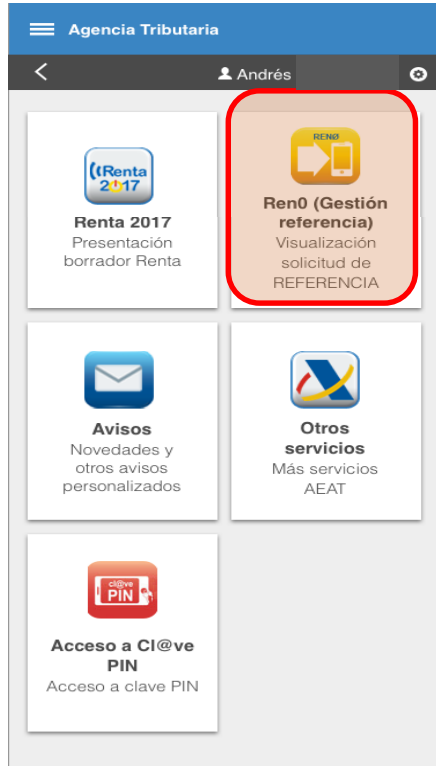 Agencia Tributaria
Andrés
((Renta
2017
Renta 2017
Presentación
borrador Renta
RENØ
Ren0 (Gestión
referencia)
Visualización
solicitud de
REFERENCIA
Avisos
Novedades y
otros avisos
personalizados
Otros
servicios
Más servicios
AEAT
cl@ve
PIN
Acceso a Cl@ve
PIN
Acceso a clave PIN